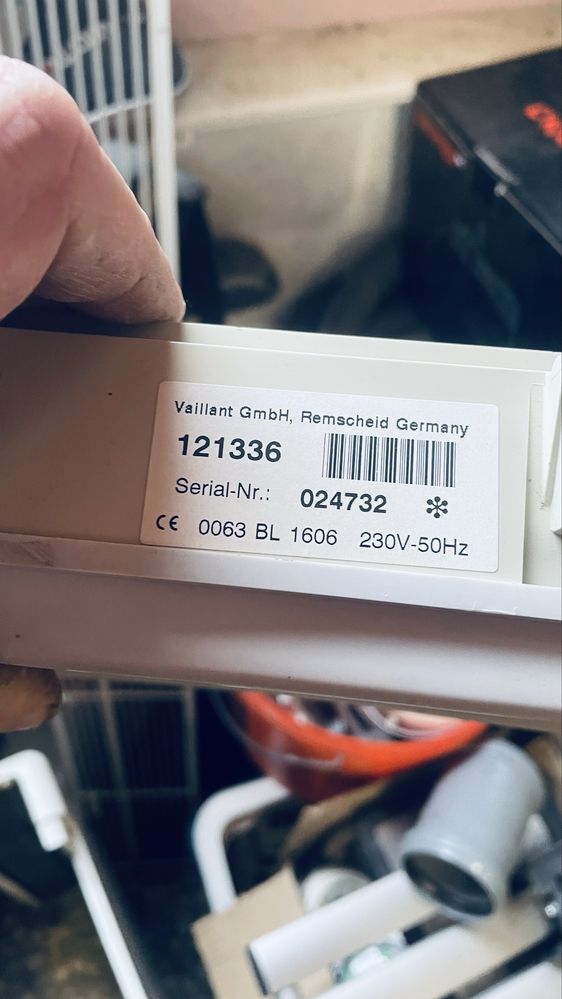 Vaillant GmbH, Remscheid Germany
121336
Serial-Nr.: 024732 ✻
CE 0063 BL 1606 230V-50Hz